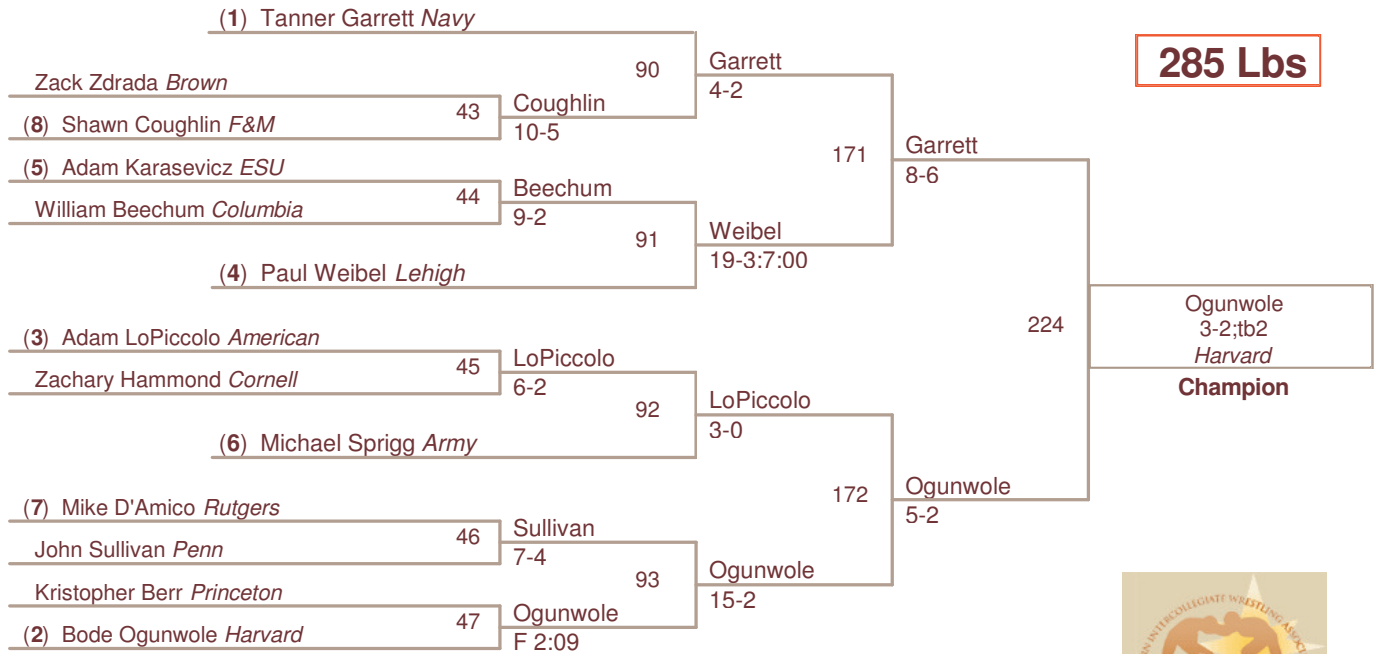 (1) Tanner Garrett Navy
285 Lbs
90
Garrett
4-2
Zack Zdrada Brown
43
Coughlin
10-5
(8) Shawn Coughlin F&M
171
Garrett
8-6
(5) Adam Karasevicz ESU
44
Beechum
9-2
William Beechum Columbia
91
Weibel
19-3:7:00
(4) Paul Weibel Lehigh
224
Ogunwole
3-2;tb2
Harvard
Champion
(3) Adam LoPiccolo American
45
LoPiccolo
6-2
Zachary Hammond Cornell
92
LoPiccolo
3-0
(6) Michael Sprigg Army
172
Ogunwole
5-2
(7) Mike D'Amico Rutgers
46
Sullivan
7-4
John Sullivan Penn
93
Ogunwole
15-2
Kristopher Berr Princeton
47
Ogunwole
F 2:09
(2) Bode Ogunwole Harvard
INTERCOLLEGIATE WRESTLING